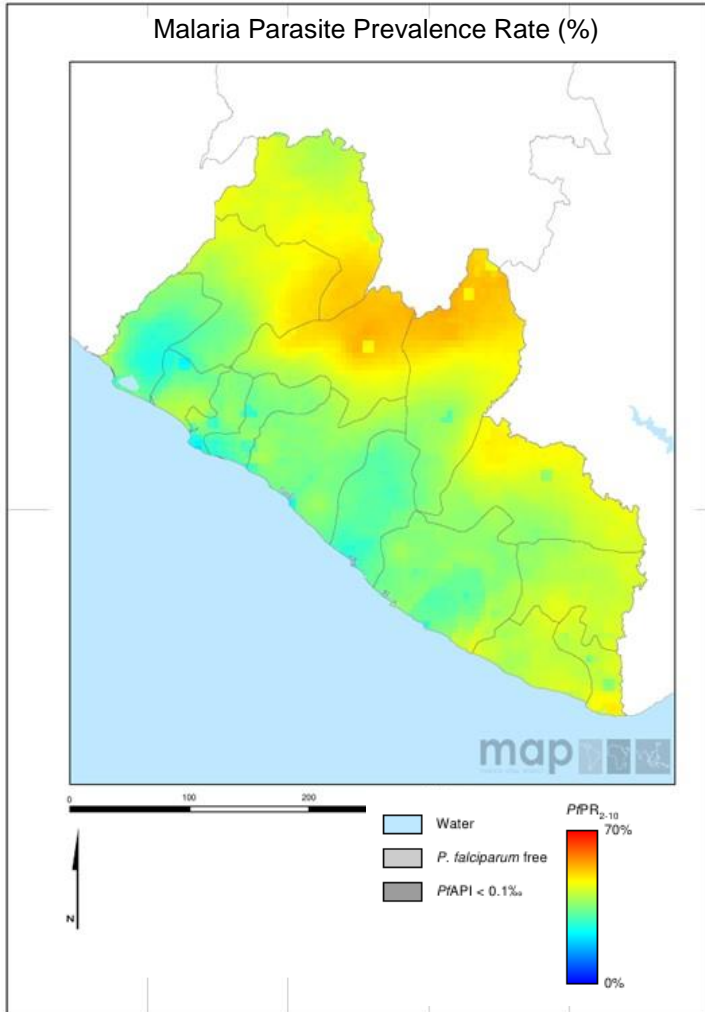 Malaria Parasite Prevalence Rate (%)
map
0 100 200
N
Water
P. falciparum free
PfAPI < 0.1‰
PfPR2-10
70%
0%